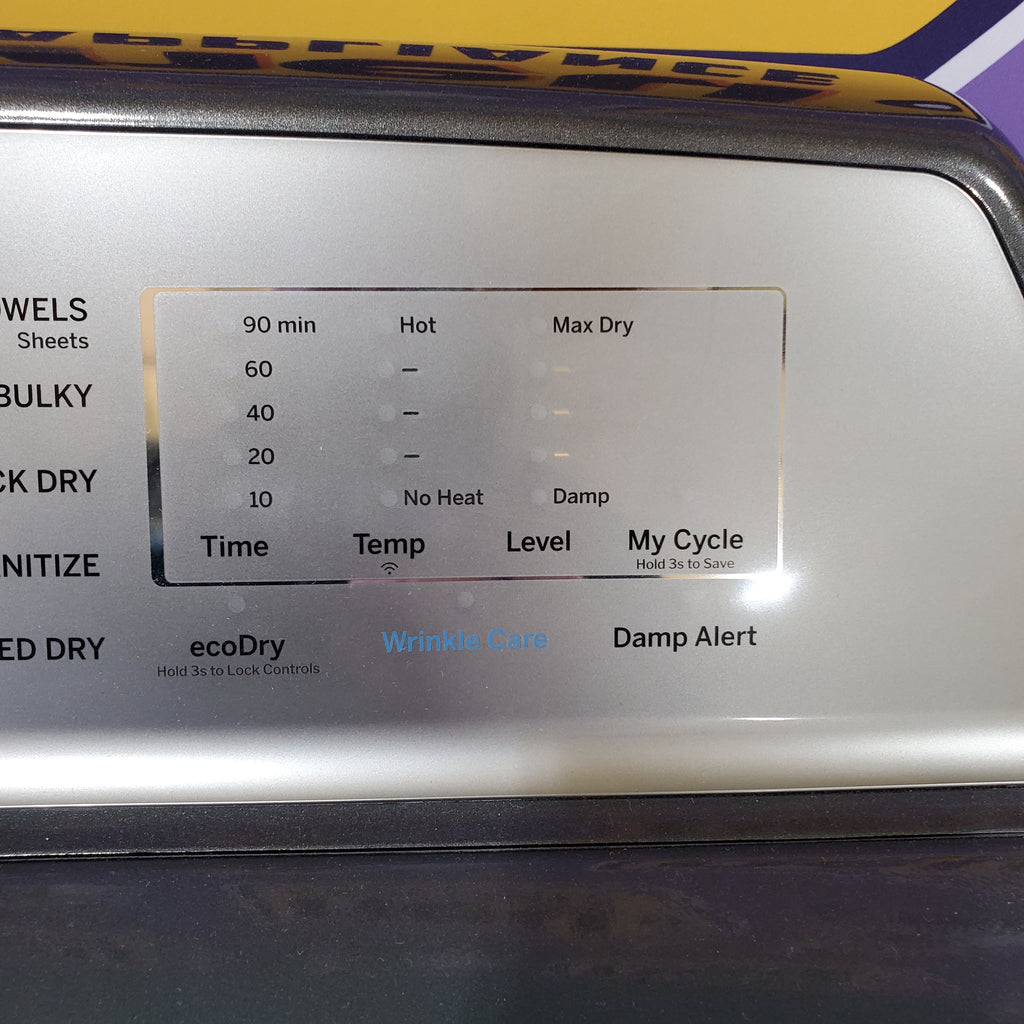 APPLIANCE
OWELS
Sheets
BULKY
CK DRY
NITIZE
ED DRY
90 min Hot Max Dry
60 –
40 –
20 –
10 No Heat Damp
Time Temp Level My Cycle
Hold 3s to Save
ecoDry Wrinkle Care Damp Alert
Hold 3s to Lock Controls